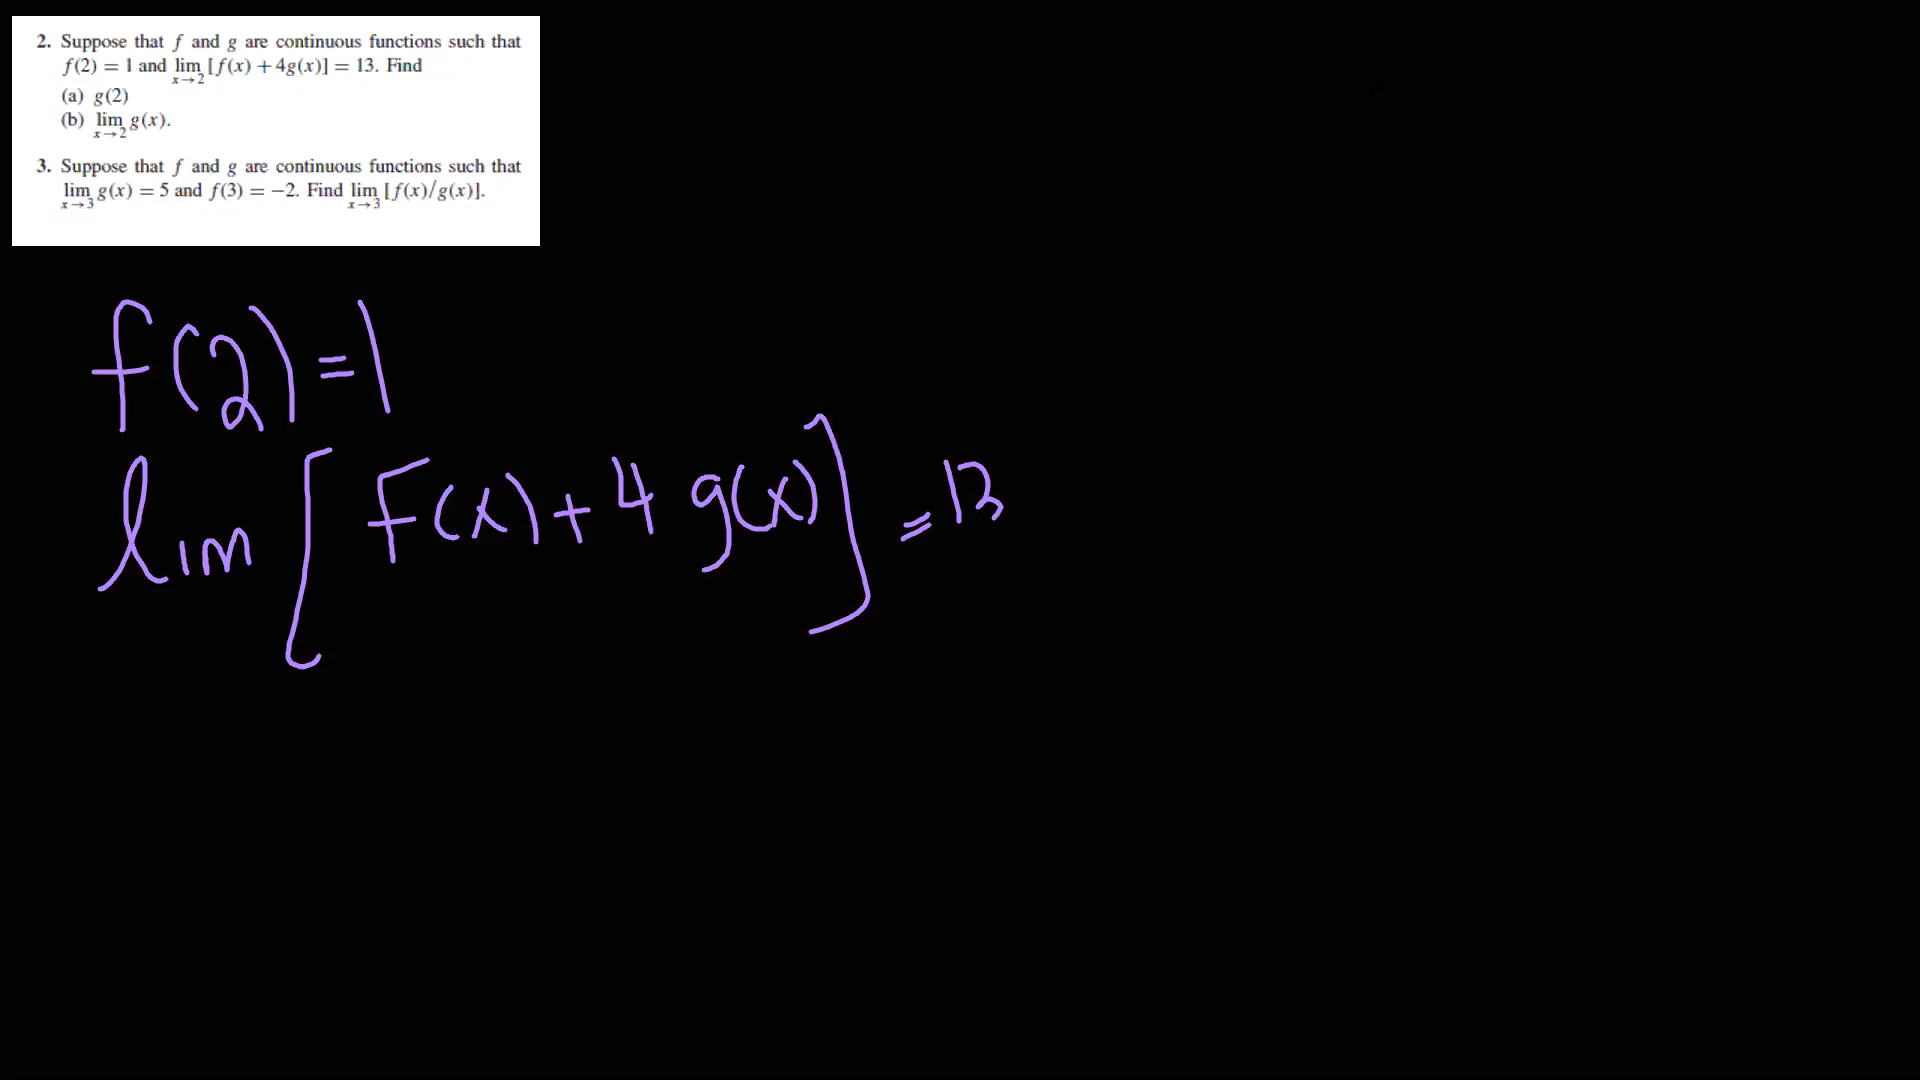 2. Suppose that f and g are continuous functions such that
f(2) = 1 and lim x→2 [f(x) + 4g(x)] = 13. Find
(a) g(2)
(b) lim x→2 g(x).
3. Suppose that f and g are continuous functions such that
lim x→3 g(x) = 5 and f(3) = −2. Find lim x→3 [f(x)/g(x)].
f(2)=1
lim [f(x)+4 g(x)] = 13